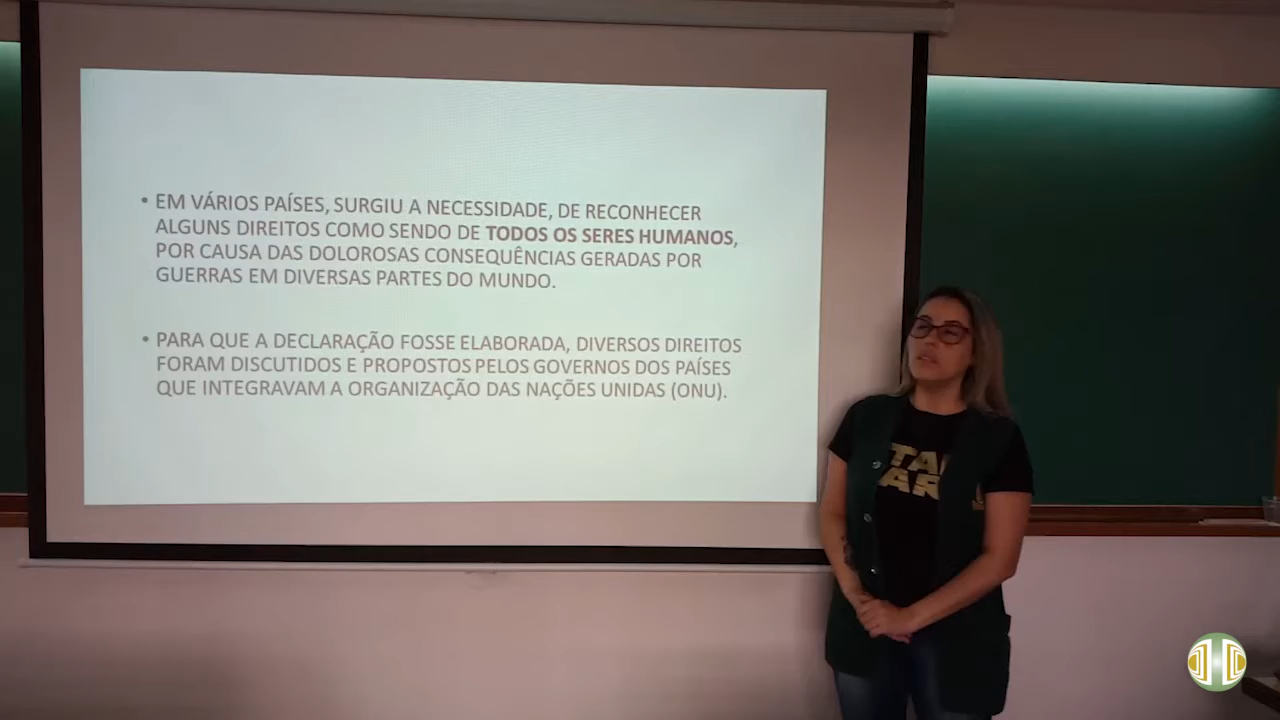 • EM VÁRIOS PAÍSES, SURGIU A NECESSIDADE, DE RECONHECER
ALGUNS DIREITOS COMO SENDO DE TODOS OS SERES HUMANOS,
POR CAUSA DAS DOLOROSAS CONSEQUÊNCIAS GERADAS POR
GUERRAS EM DIVERSAS PARTES DO MUNDO.
• PARA QUE A DECLARAÇÃO FOSSE ELABORADA, DIVERSOS DIREITOS
FORAM DISCUTIDOS E PROPOSTOS PELOS GOVERNOS DOS PAÍSES
QUE INTEGRAVAM A ORGANIZAÇÃO DAS NAÇÕES UNIDAS (ONU).